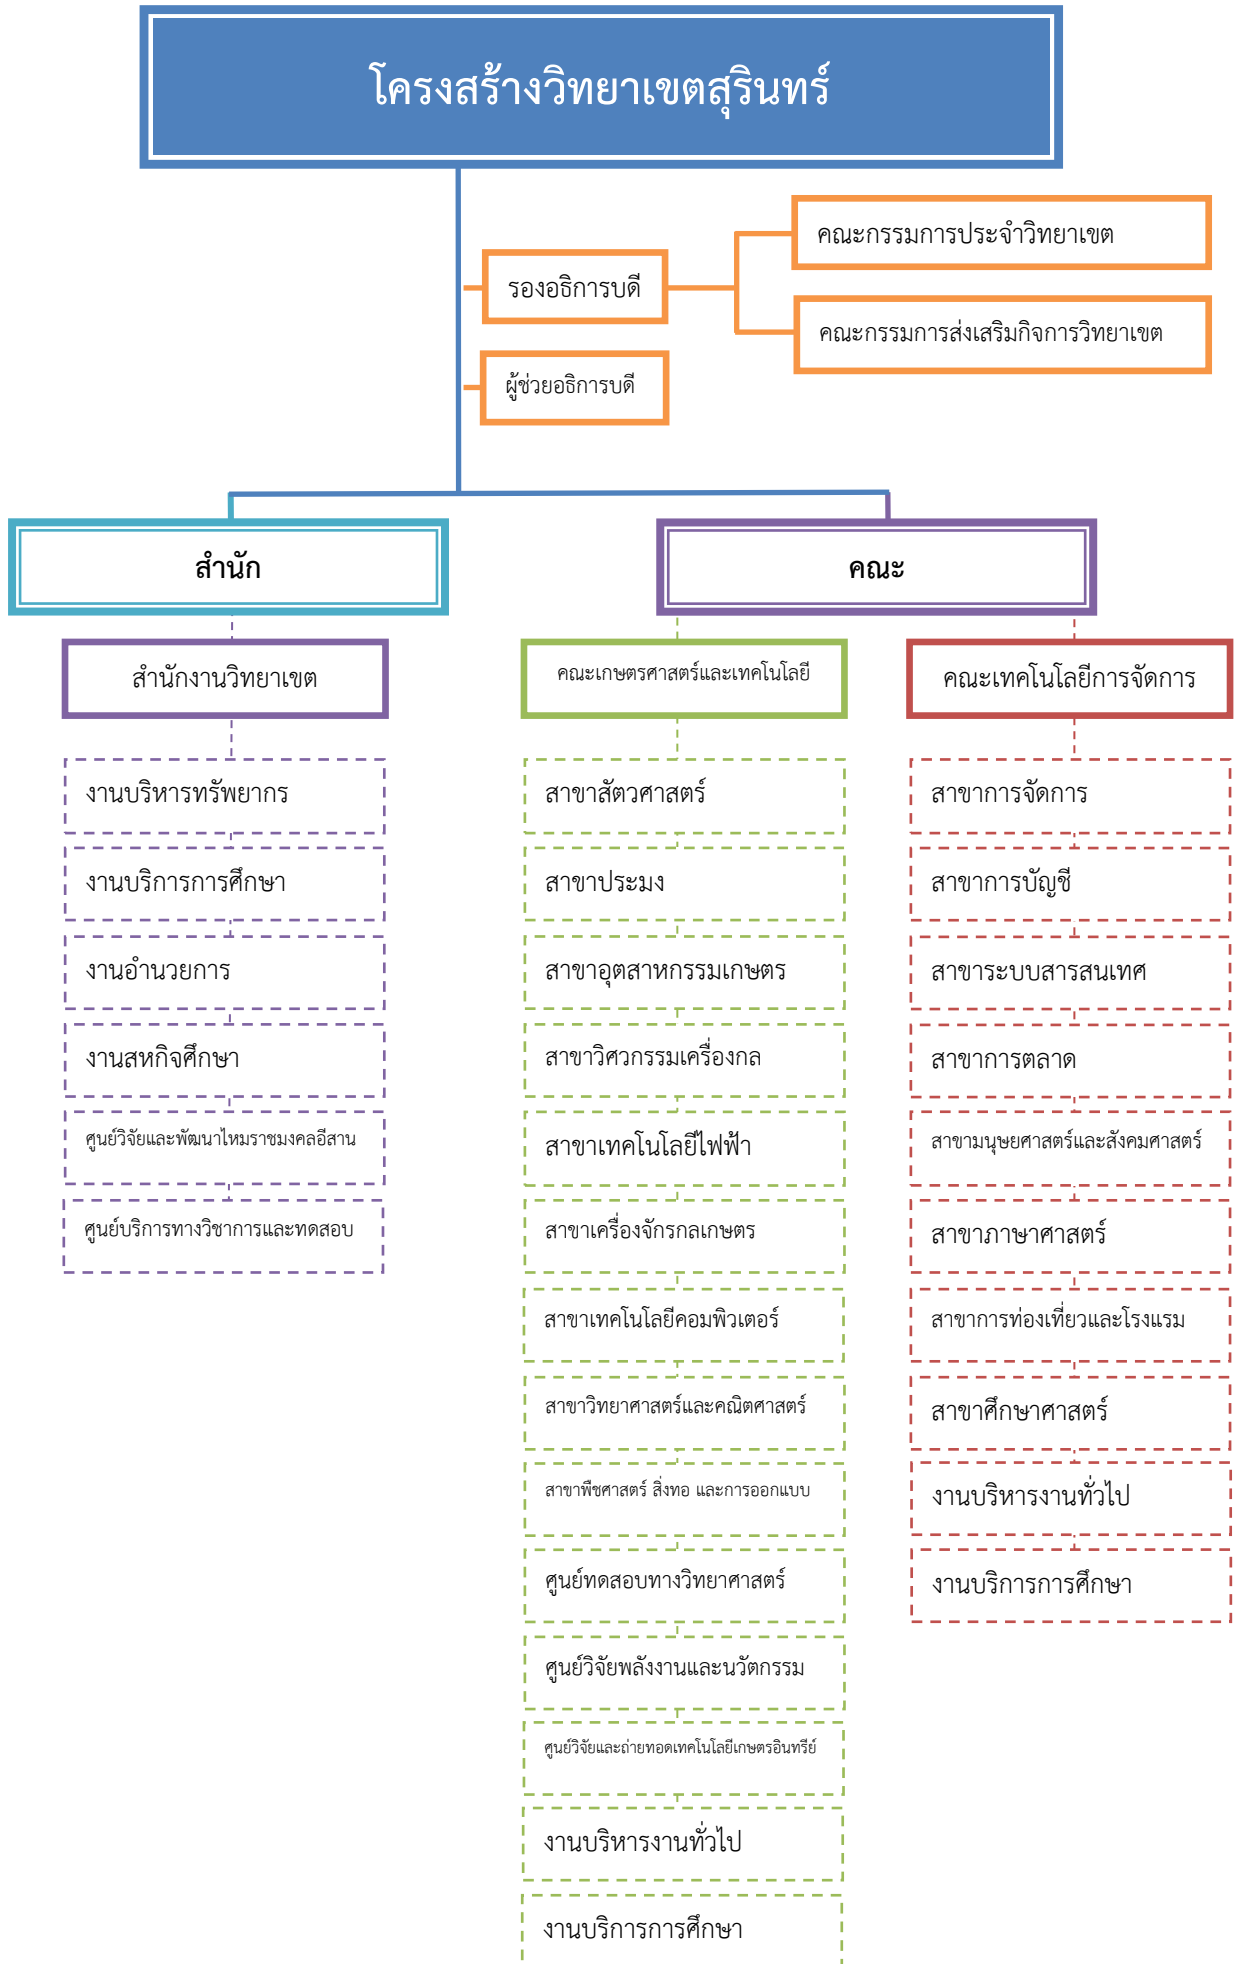 โครงสร้างวิทยาเขตสุรินทร์
คณะกรรมการประจำวิทยาเขต
รองอธิการบดี
คณะกรรมการส่งเสริมกิจการวิทยาเขต
ผู้ช่วยอธิการบดี
สำนัก
คณะ
สำนักงานวิทยาเขต
คณะเกษตรศาสตร์และเทคโนโลยี
คณะเทคโนโลยีการจัดการ
งานบริหารทรัพยากร
งานบริการการศึกษา
งานอำนวยการ
งานสหกิจศึกษา
ศูนย์วิจัยและพัฒนาไหมราชมงคลอีสาน
ศูนย์บริการทางวิชาการและทดสอบ
สาขาสัตวศาสตร์
สาขาประมง
สาขาอุตสาหกรรมเกษตร
สาขาวิศวกรรมเครื่องกล
สาขาเทคโนโลยีไฟฟ้า
สาขาเครื่องจักรกลเกษตร
สาขาเทคโนโลยีคอมพิวเตอร์
สาขาวิทยาศาสตร์และคณิตศาสตร์
สาขาพืชศาสตร์ สิ่งทอ และการออกแบบ
ศูนย์ทดสอบทางวิทยาศาสตร์
ศูนย์วิจัยพลังงานและนวัตกรรม
ศูนย์วิจัยและถ่ายทอดเทคโนโลยีเกษตรอินทรีย์
งานบริหารงานทั่วไป
งานบริการการศึกษา
สาขาการจัดการ
สาขาการบัญชี
สาขาระบบสารสนเทศ
สาขาการตลาด
สาขามนุษยศาสตร์และสังคมศาสตร์
สาขาภาษาศาสตร์
สาขาการท่องเที่ยวและโรงแรม
สาขาศึกษาศาสตร์
งานบริหารงานทั่วไป
งานบริการการศึกษา